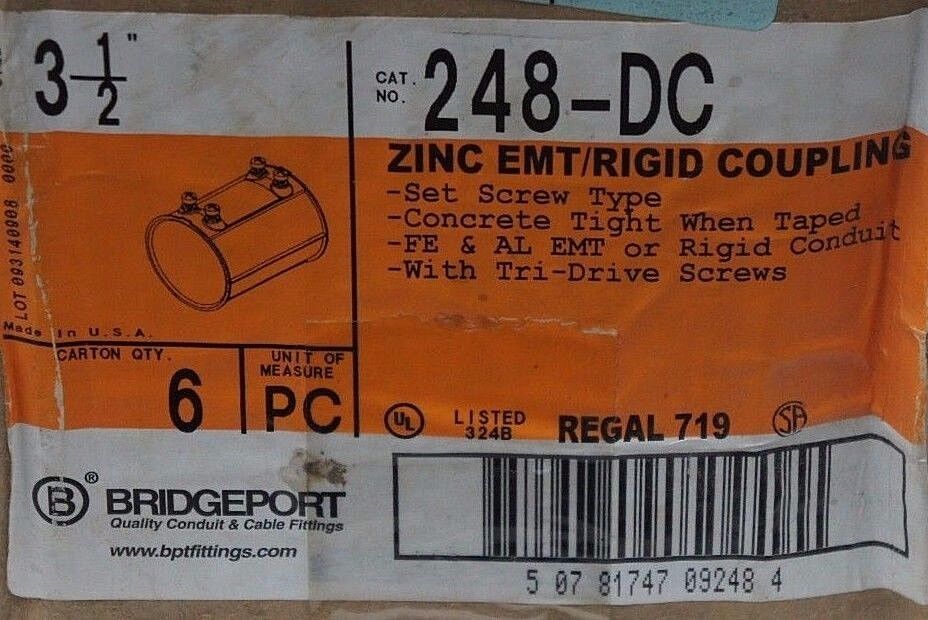 3 1/2"
CAT. NO. 248-DC
ZINC EMT/RIGID COUPLING
-Set Screw Type
-Concrete Tight When Taped
-FE & AL EMT or Rigid Conduit
-With Tri-Drive Screws
LOT 093140908 0000
Made in U.S.A.
CARTON QTY.
6
UNIT OF
MEASURE
PC
UL
LISTED
324B
REGAL 719
SA
B ®
BRIDGEPORT
Quality Conduit & Cable Fittings
www.bptfittings.com
5 07 81747 09248 4